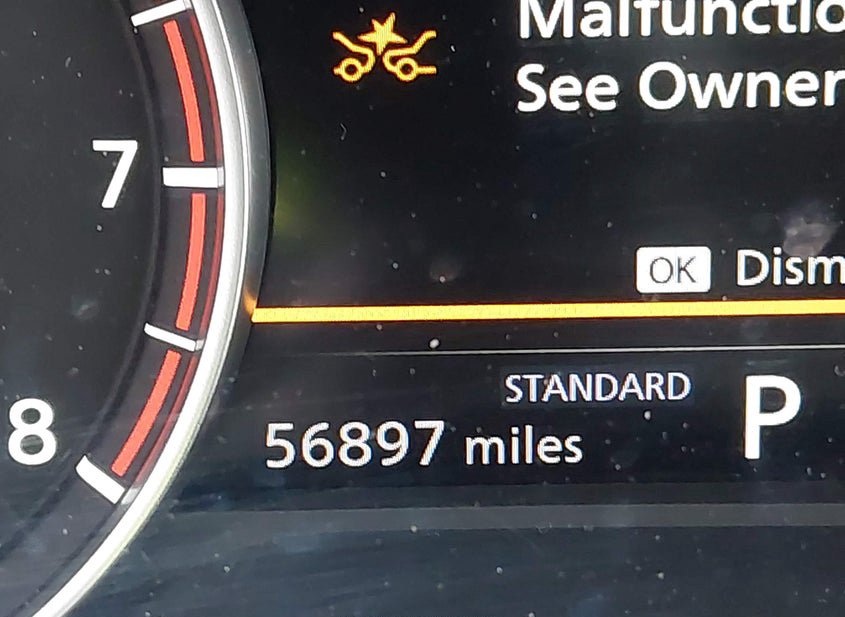 Malfunctio
See Owner
7
OK Dism
STANDARD
P
8
56897 miles